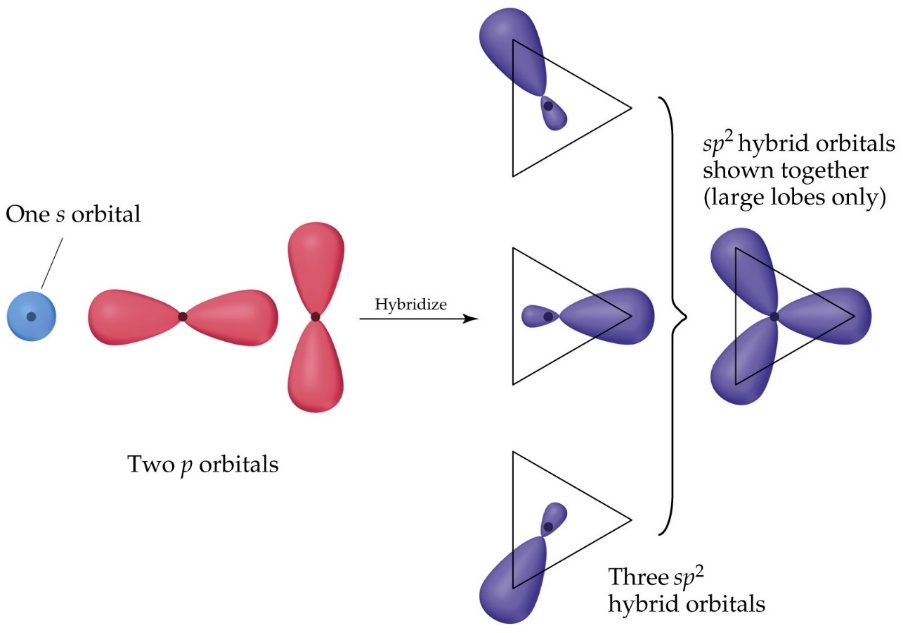 One s orbital
Two p orbitals
Hybridize
sp² hybrid orbitals
shown together
(large lobes only)
Three sp²
hybrid orbitals